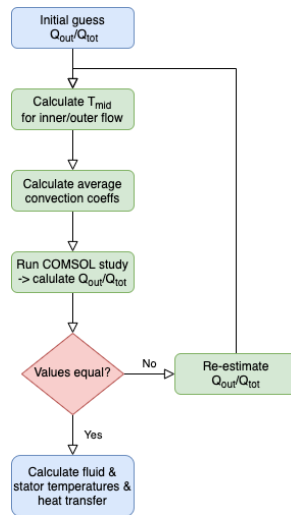 Initial guess
Qout/Qtot
Calculate Tmid
for inner/outer flow
Calculate average
convection coeffs
Run COMSOL study
-> calulate Qout/Qtot
Values equal?
No
Re-estimate
Qout/Qtot
Yes
Calculate fluid &
stator temperatures &
heat transfer